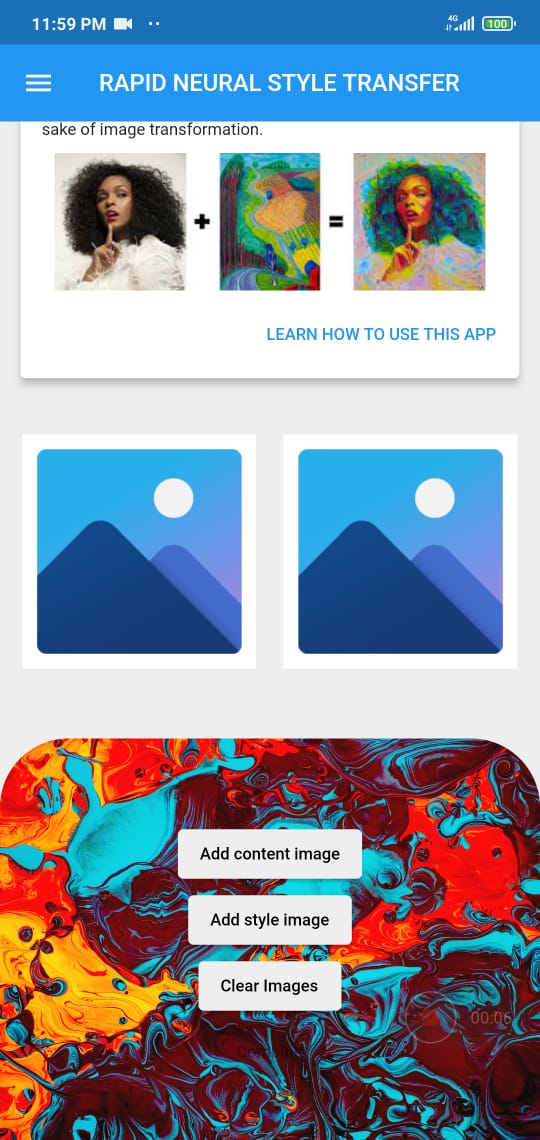 11:59 PM
4G
100
RAPID NEURAL STYLE TRANSFER
sake of image transformation.
+ =
LEARN HOW TO USE THIS APP
Add content image
Add style image
Clear Images
00:06